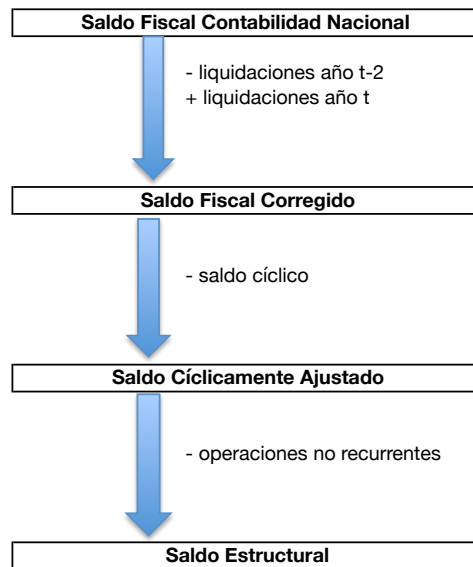 Saldo Fiscal Contabilidad Nacional
- liquidaciones año t-2
+ liquidaciones año t
Saldo Fiscal Corregido
- saldo cíclico
Saldo Cíclicamente Ajustado
- operaciones no recurrentes
Saldo Estructural